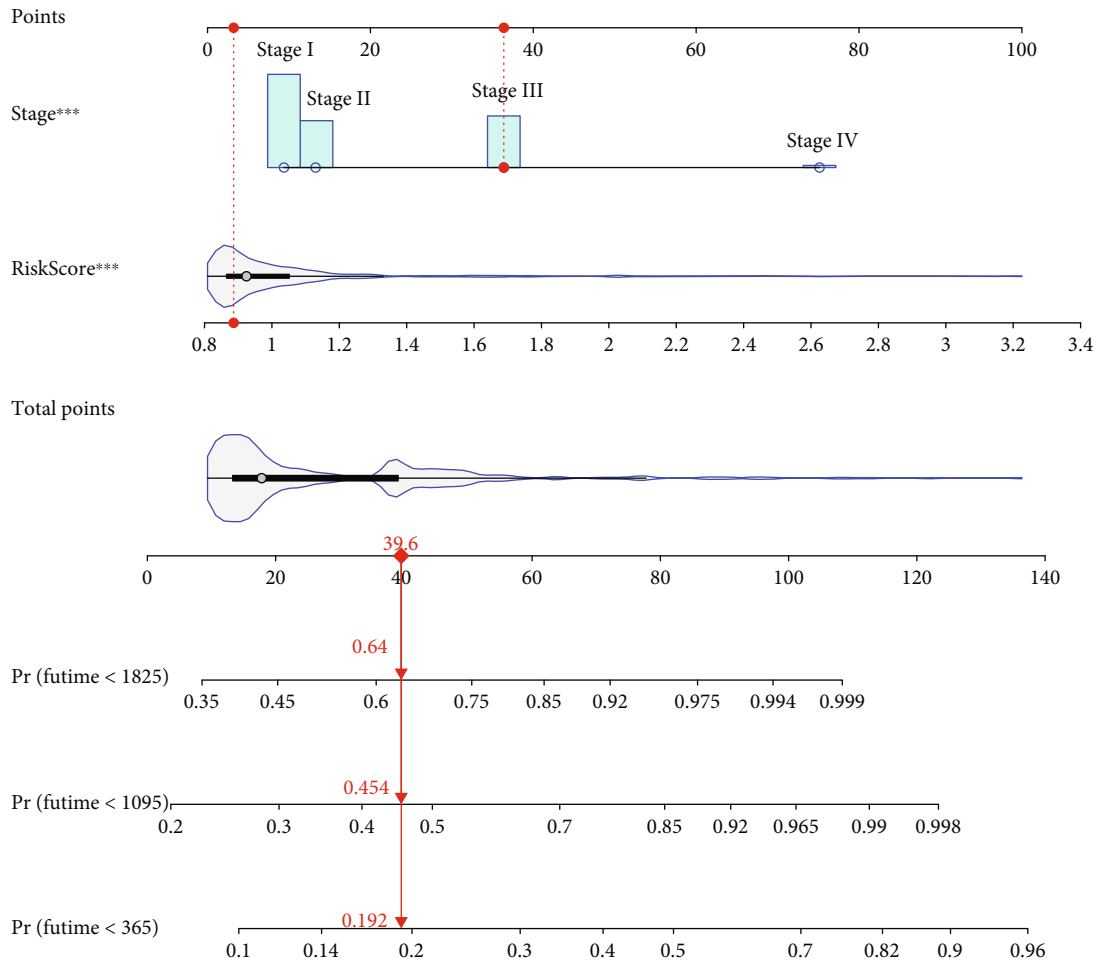 Points
0 20 40 60 80 100
Stage I
Stage II
Stage III
Stage IV
Stage***
RiskScore***
0.8 1 1.2 1.4 1.6 1.8 2 2.2 2.4 2.6 2.8 3 3.2 3.4
Total points
39.6
0 20 40 60 80 100 120 140
0.64
Pr (futime < 1825)
0.35 0.45 0.6 0.75 0.85 0.92 0.975 0.994 0.999
0.454
Pr (futime < 1095)
0.2 0.3 0.4 0.5 0.7 0.85 0.92 0.965 0.99 0.998
0.192
Pr (futime < 365)
0.1 0.14 0.2 0.3 0.4 0.5 0.7 0.82 0.9 0.96